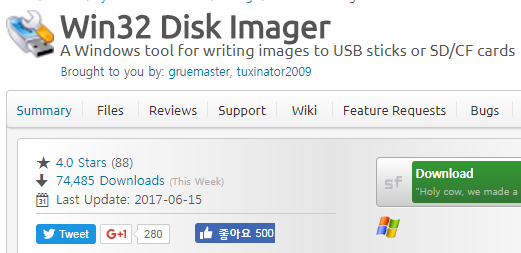 Win32 Disk Imager
A Windows tool for writing images to USB sticks or SD/CF cards
Brought to you by: gruemaster, tuxinator2009
Summary Files Reviews Support Wiki Feature Requests Bugs
4.0 Stars (88)
74,485 Downloads (This Week)
Last Update: 2017-06-15
sf Download
"Holy cow, we made a
Tweet G+1 280 좋아요 500